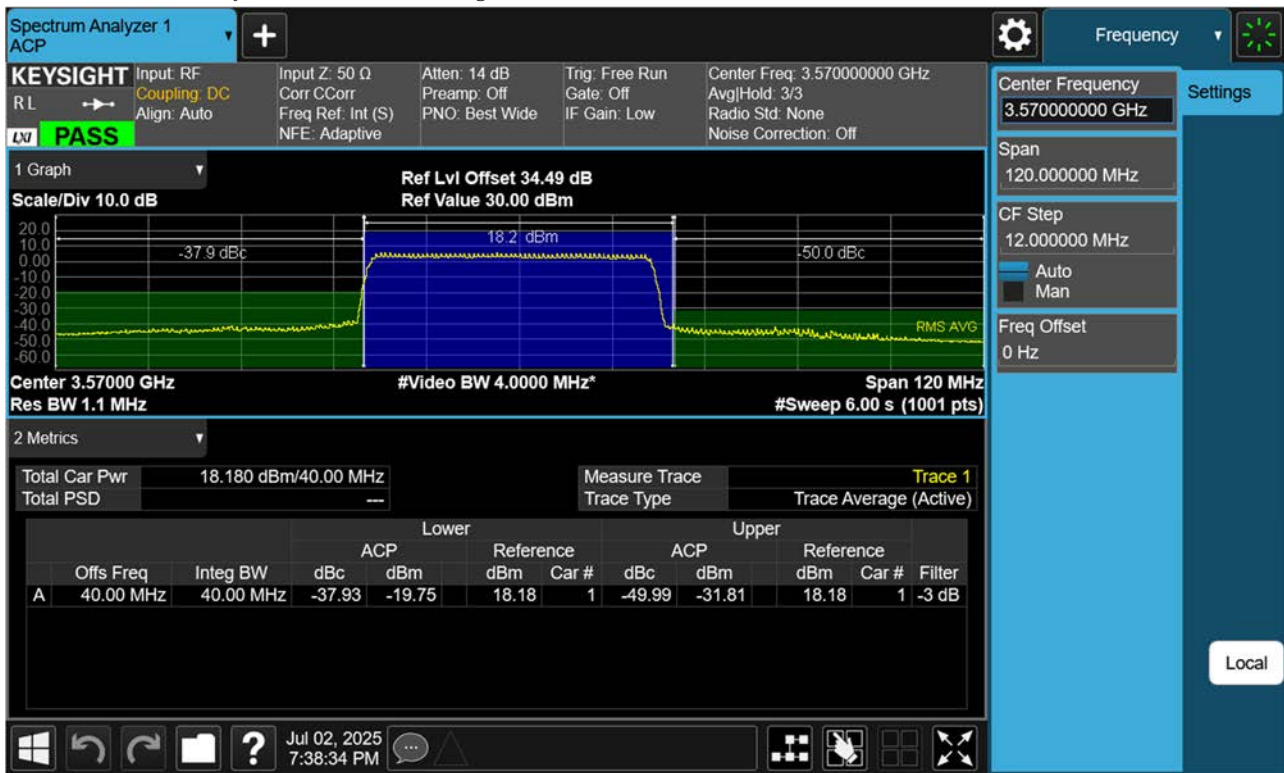 Spectrum Analyzer 1
ACP
Frequency
KEYSIGHT
R L
LXI
PASS
Input: RF
Coupling: DC
Align: Auto
Input Z: 50 Ω
Corr CCorr
Freq Ref: Int (S)
NFE: Adaptive
Atten: 14 dB
Preamp: Off
PNO: Best Wide
Trig: Free Run
Gate: Off
IF Gain: Low
Center Freq: 3.570000000 GHz
Avg|Hold: 3/3
Radio Std: None
Noise Correction: Off
Center Frequency
3.570000000 GHz
Settings
Span
120.000000 MHz
CF Step
12.000000 MHz
Auto
Man
Freq Offset
0 Hz
1 Graph
Scale/Div 10.0 dB
Ref Lvl Offset 34.49 dB
Ref Value 30.00 dBm
20.0
10.0
0.00
-10.0
-20.0
-30.0
-40.0
-50.0
-60.0
-37.9 dBc
18.2 dBm
-50.0 dBc
RMS AVG
Center 3.57000 GHz
#Video BW 4.0000 MHz*
Span 120 MHz
Res BW 1.1 MHz
#Sweep 6.00 s (1001 pts)
2 Metrics
Total Car Pwr 18.180 dBm/40.00 MHz
Total PSD ---
Measure Trace Trace 1
Trace Type Trace Average (Active)
Lower Upper
ACP Reference ACP Reference
Offs Freq Integ BW dBc dBm dBm Car # dBc dBm dBm Car # Filter
A 40.00 MHz 40.00 MHz -37.93 -19.75 18.18 1 -49.99 -31.81 18.18 1 -3 dB
Local
Jul 02, 2025
7:38:34 PM